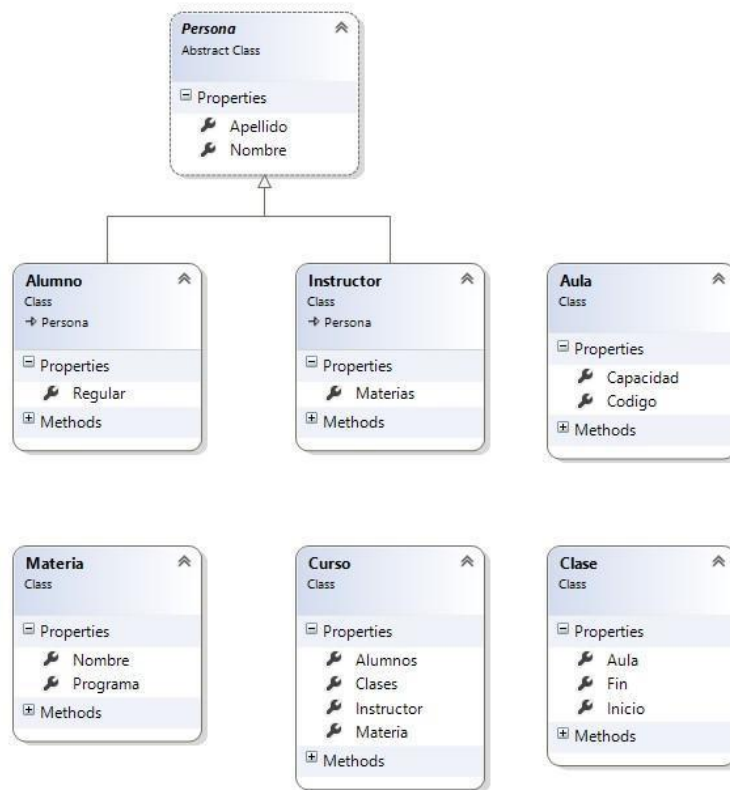 Persona
Abstract Class
Properties
Apellido
Nombre
Alumno
Class
Persona
Properties
Regular
Methods
Instructor
Class
Persona
Properties
Materias
Methods
Aula
Class
Properties
Capacidad
Codigo
Methods
Materia
Class
Properties
Nombre
Programa
Methods
Curso
Class
Properties
Alumnos
Clases
Instructor
Materia
Methods
Clase
Class
Properties
Aula
Fin
Inicio
Methods